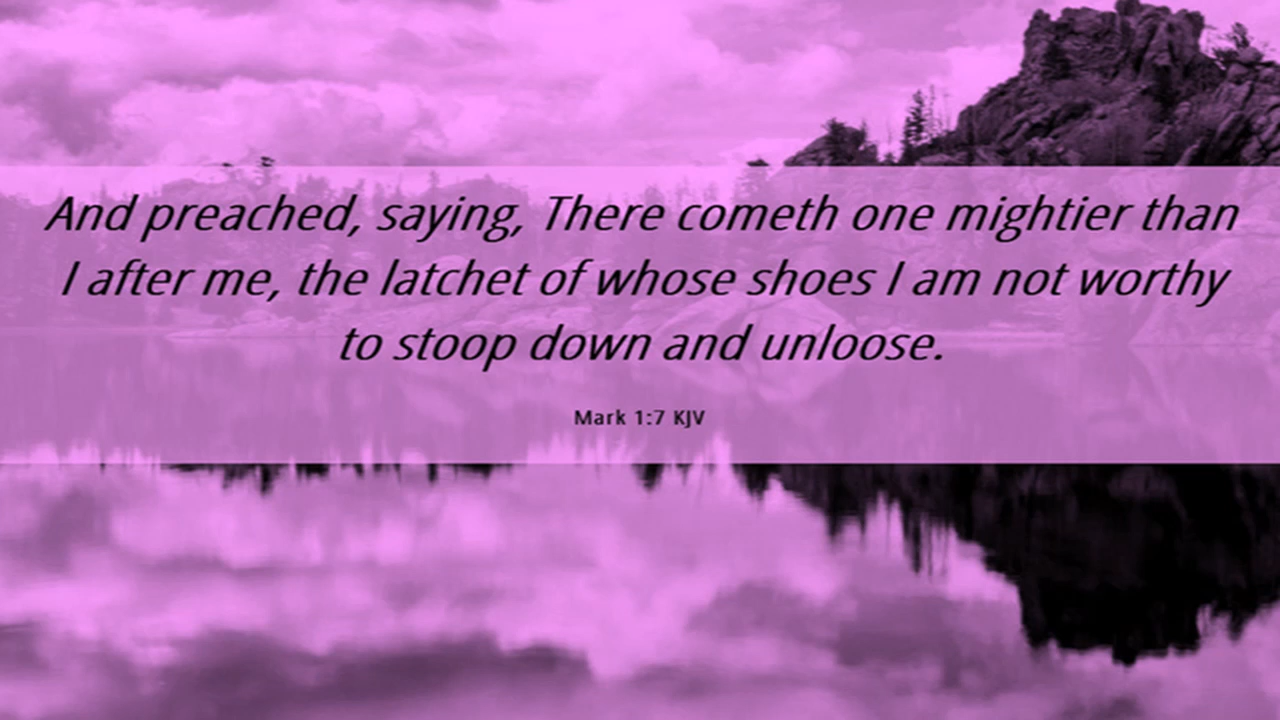 And preached, saying, There cometh one mightier than
I after me, the latchet of whose shoes I am not worthy
to stoop down and unloose.
Mark 1:7 KJV